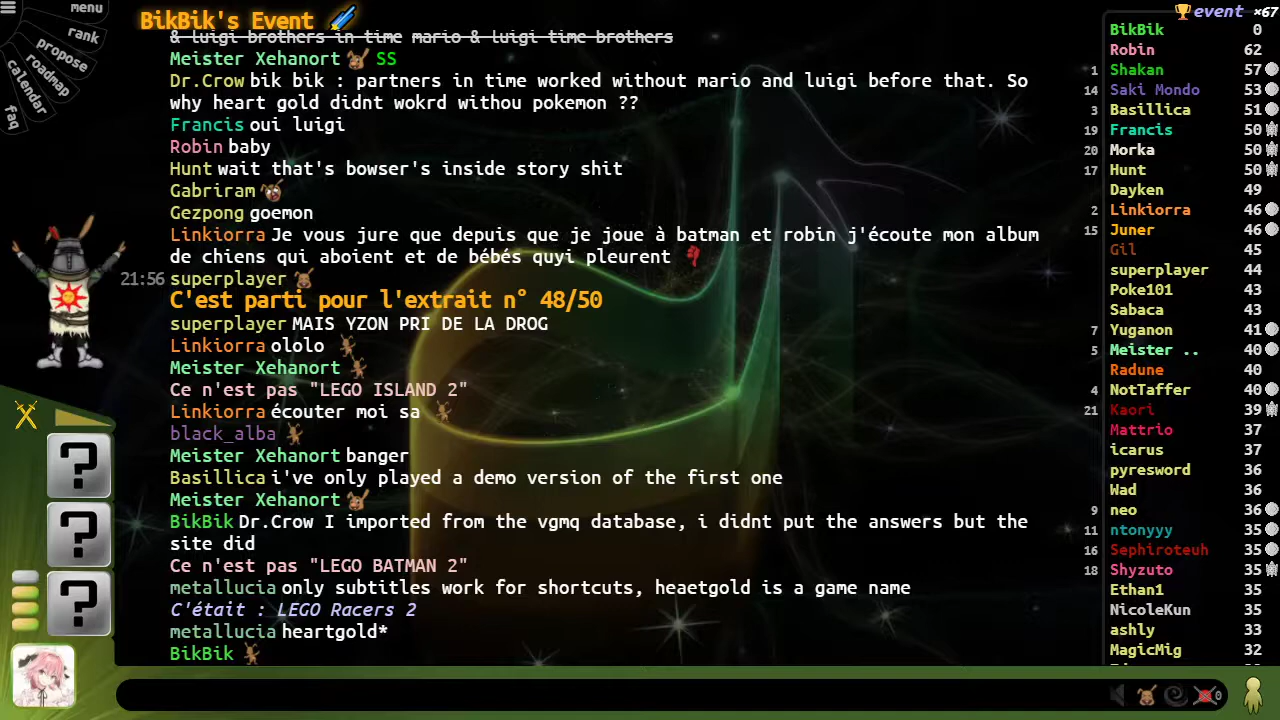 menu
rank
propose
roadmap
calendar
faq
BikBik's Event
& luigi brothers in time mario & luigi time brothers
Meister Xehanort SS
Dr.Crow bik bik : partners in time worked without mario and luigi before that. So
why heart gold didnt wokrd withou pokemon ??
Francis oui luigi
Robin baby
Hunt wait that's bowser's inside story shit
Gabriram
Gezpong goemon
Linkiorra Je vous jure que depuis que je joue à batman et robin j'écoute mon album
de chiens qui aboient et de bébés quyi pleurent
21:56 superplayer
C'est parti pour l'extrait n° 48/50
superplayer MAIS YZON PRI DE LA DROG
Linkiorra ololo
Meister Xehanort
Ce n'est pas "LEGO ISLAND 2"
Linkiorra écouter moi sa
black_alba
Meister Xehanort banger
Basillica i've only played a demo version of the first one
Meister Xehanort
BikBik Dr.Crow I imported from the vgmq database, i didnt put the answers but the
site did
Ce n'est pas "LEGO BATMAN 2"
metallucia only subtitles work for shortcuts, heaetgold is a game name
C'était : LEGO Racers 2
metallucia heartgold*
BikBik
? 
?
?
event ×67
BikBik 0
Robin 62
1 Shakan 57
14 Saki Mondo 53
3 Basillica 51
19 Francis 50
20 Morka 50
17 Hunt 50
Dayken 49
2 Linkiorra 46
15 Juner 46
Gil 45
superplayer 44
Poke101 43
Sabaca 43
7 Yuganon 41
5 Meister .. 40
Radune 40
4 NotTaffer 40
21 Kaori 39
Mattrio 37
icarus 37
pyresword 36
Wad 36
9 neo 36
11 ntonyyy 35
16 Sephiroteuh 35
18 Shyzuto 35
Ethan1 35
NicoleKun 35
ashly 33
MagicMig 32
0